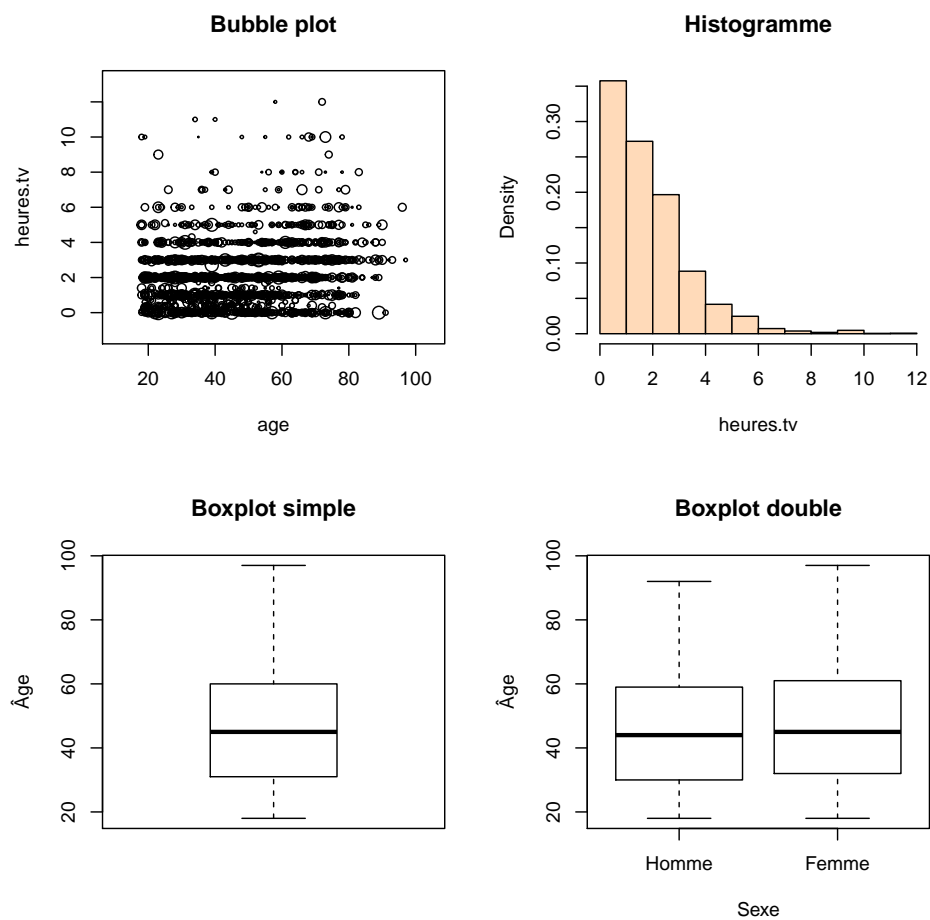 Bubble plot
heures.tv
10
8
6
4
2
0
20 40 60 80 100
age
Histogramme
Density
0.30
0.20
0.10
0.00
0 2 4 6 8 10 12
heures.tv
Boxplot simple
Âge
100
80
60
40
20
Boxplot double
Âge
100
80
60
40
20
Homme Femme
Sexe